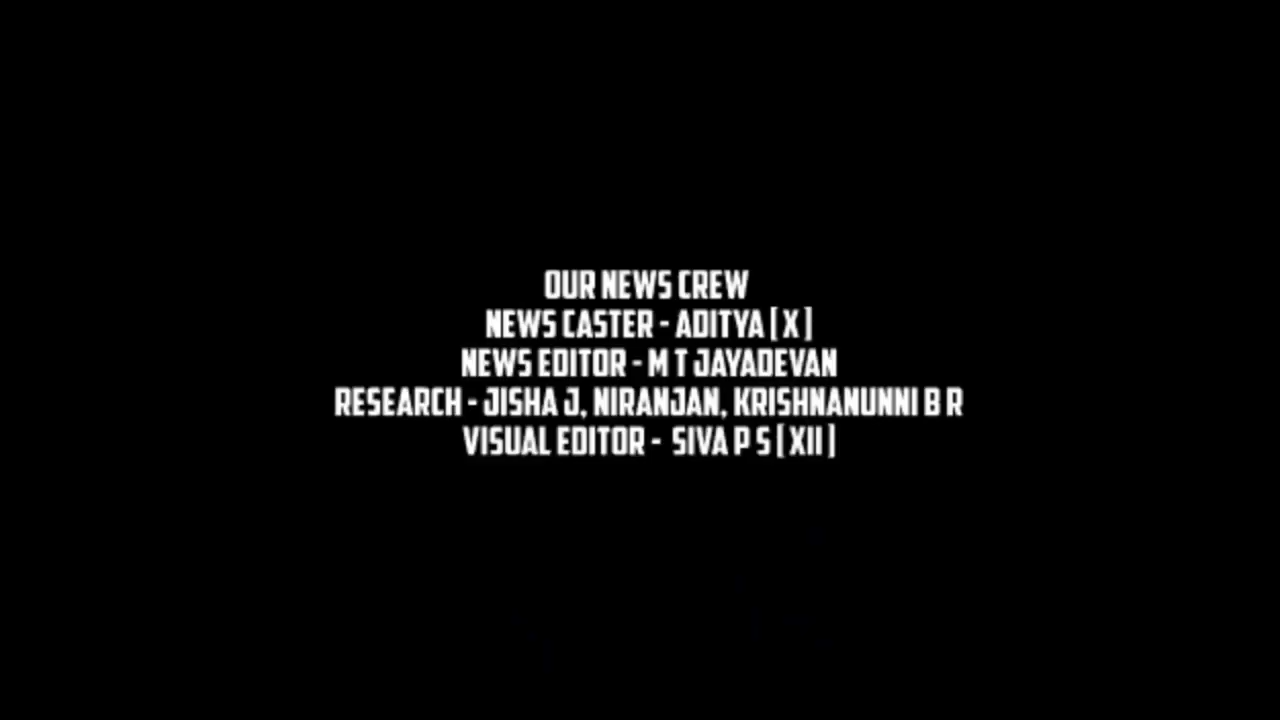 OUR NEWS CREW
NEWS CASTER - ADITYA [ X ]
NEWS EDITOR - M T JAYADEVAN
RESEARCH - JISHA J, NIRANJAN, KRISHNANUNNI B R
VISUAL EDITOR - SIVA P S [ XII ]